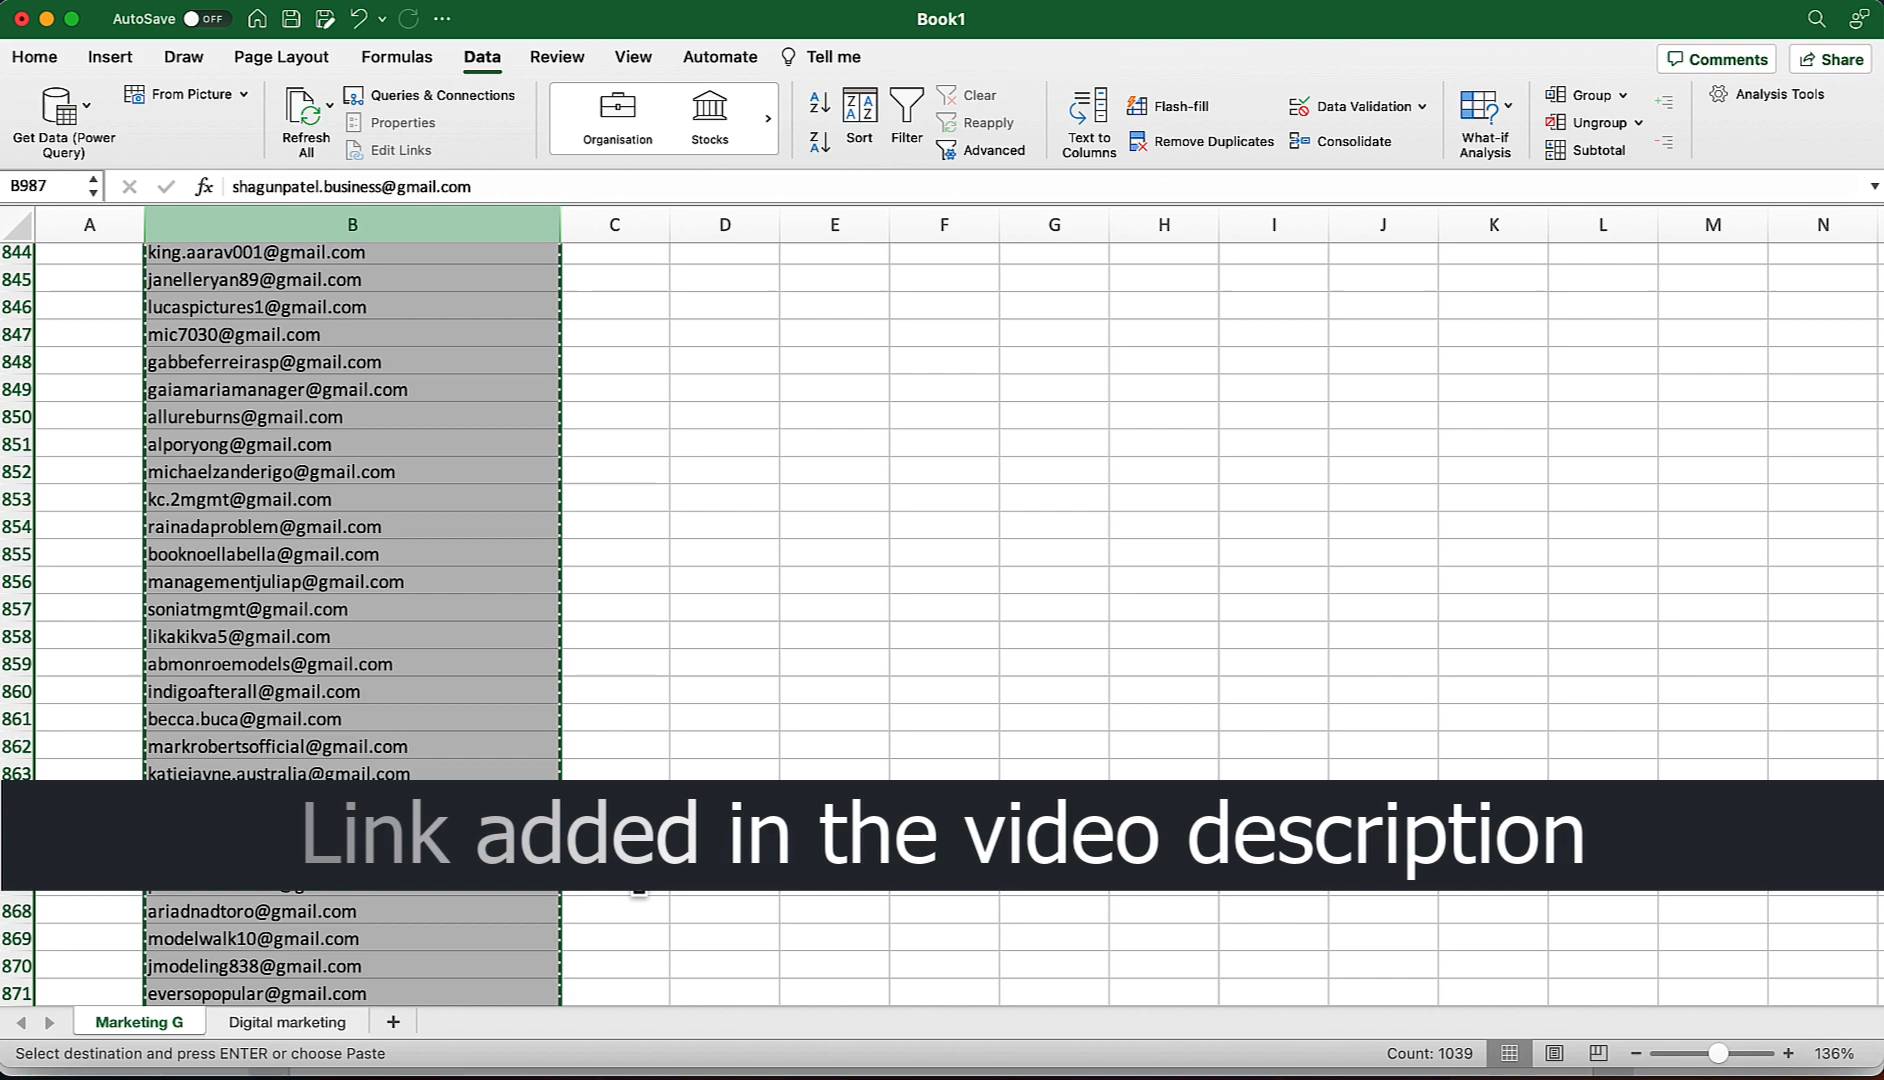 AutoSave OFF
Book1
Home Insert Draw Page Layout Formulas Data Review View Automate Tell me
Comments Share
Get Data (Power Query)
From Picture
Refresh All
Queries & Connections
Properties
Edit Links
Organisation
Stocks
Sort
Filter
Clear
Reapply
Advanced
Text to Columns
Flash-fill
Remove Duplicates
Data Validation
Consolidate
What-if Analysis
Group
Ungroup
Subtotal
Analysis Tools
B987 fx shagunpatel.business@gmail.com
A B C D E F G H I J K L M N
844 king.aarav001@gmail.com
845 janelleryan89@gmail.com
846 lucaspictures1@gmail.com
847 mic7030@gmail.com
848 gabbeferreirasp@gmail.com
849 gaiamariamanager@gmail.com
850 allureburns@gmail.com
851 alporyong@gmail.com
852 michaelzanderigo@gmail.com
853 kc.2mgmt@gmail.com
854 rainadaproblem@gmail.com
855 booknoellabella@gmail.com
856 managementjuliap@gmail.com
857 soniatmgmt@gmail.com
858 likakikva5@gmail.com
859 abmonroemodels@gmail.com
860 indigoafterall@gmail.com
861 becca.buca@gmail.com
862 markrobertsofficial@gmail.com
863 katiejayne.australia@gmail.com
Link added in the video description
868 ariadnadtoro@gmail.com
869 modelwalk10@gmail.com
870 jmodeling838@gmail.com
871 eversopopular@gmail.com
Marketing G Digital marketing +
Select destination and press ENTER or choose Paste
Count: 1039
136%